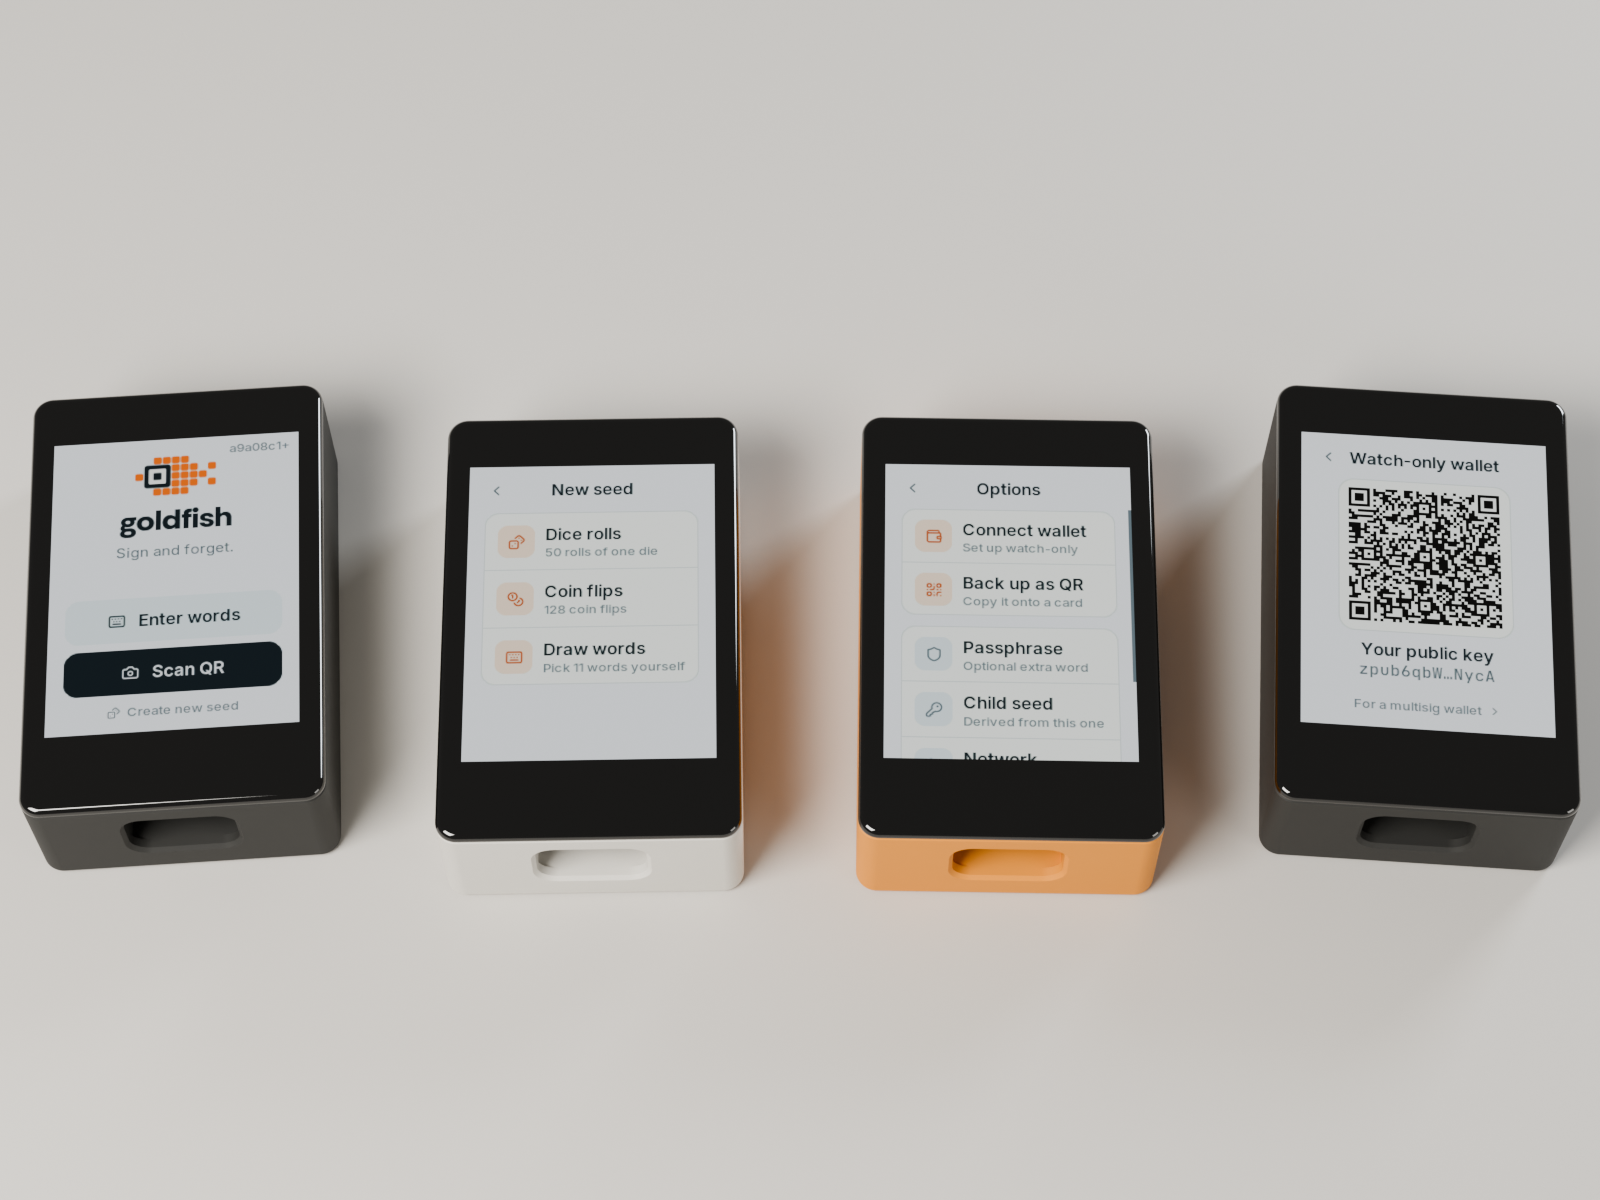 a9a08c1+
goldfish
Sign and forget.
Enter words
Scan QR
Create new seed
New seed
Dice rolls
50 rolls of one die
Coin flips
128 coin flips
Draw words
Pick 11 words yourself
Options
Connect wallet
Set up watch-only
Back up as QR
Copy it onto a card
Passphrase
Optional extra word
Child seed
Derived from this one
Network
Watch-only wallet
Your public key
zpub6qbW…NycA
For a multisig wallet